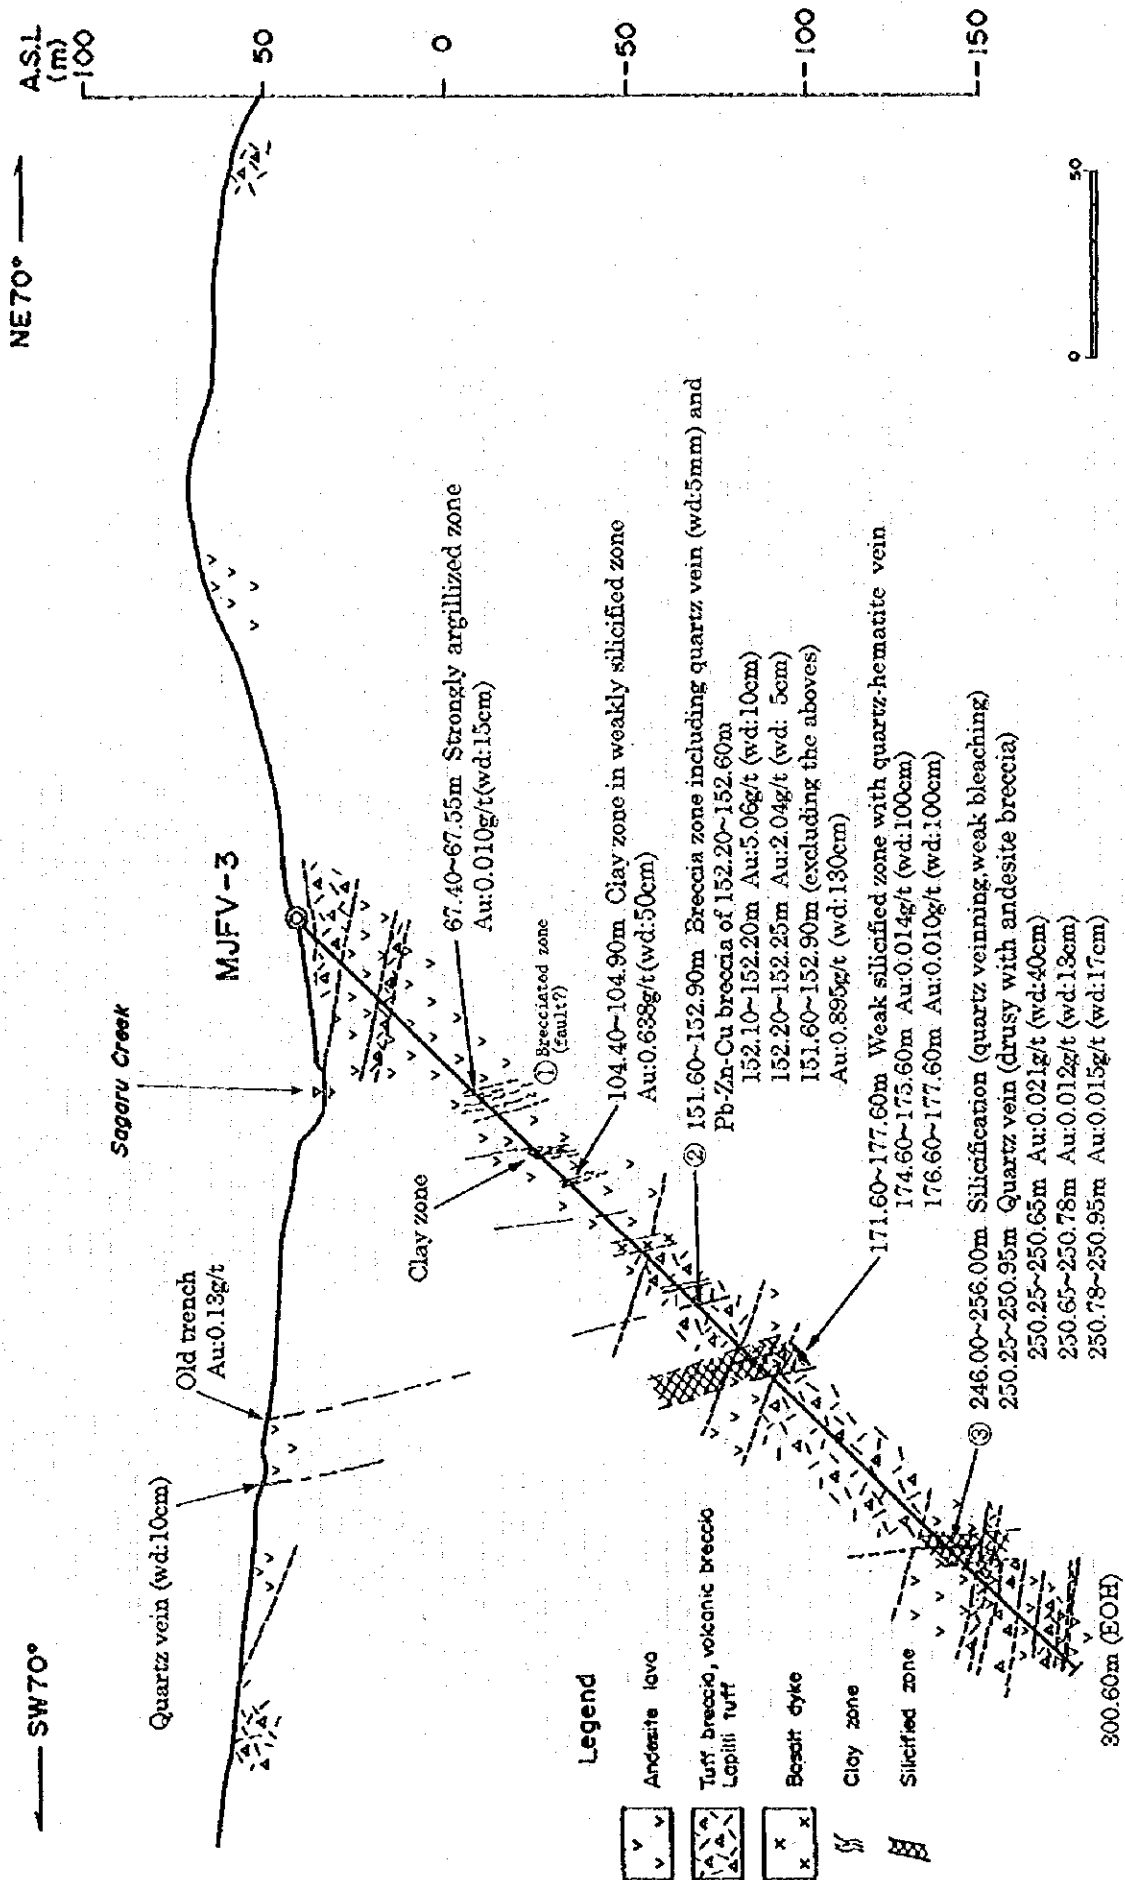 SW70°
NE70°
A.S.L
(m)
100
50
0
-50
-100
-150
Quartz vein (wd:10cm)
Old trench
Au:0.13g/t
Sagaru Creek
MJFV-3
Clay zone
67.40~67.55m Strongly argillized zone
Au:0.010g/t(wd:15cm)
① Brecciated zone
(fault?)
104.40~104.90m Clay zone in weakly silicified zone
Au:0.638g/t(wd:50cm)
② 151.60~152.90m Breccia zone including quartz vein (wd:5mm) and
Pb-Zn-Cu breccia of 152.20~152.60m
152.10~152.20m Au:5.06g/t (wd:10cm)
152.20~152.25m Au:2.04g/t (wd: 5cm)
151.60~152.90m (excluding the aboves)
Au:0.895g/t (wd:130cm)
171.60~177.60m Weak silicified zone with quartz-hematite vein
174.60~175.60m Au:0.014g/t (wd:100cm)
176.60~177.60m Au:0.010g/t (wd:100cm)
③ 246.00~256.00m Silicification (quartz veinning,weak bleaching)
250.25~250.95m Quartz vein (drusy with andesite breccia)
250.25~250.65m Au:0.021g/t (wd:40cm)
250.65~250.78m Au:0.012g/t (wd:13cm)
250.78~250.95m Au:0.015g/t (wd:17cm)
300.60m (EOH)
0 50
Legend
Andesite lava
Tuff breccia, volcanic breccia
Lapilli tuff
Basalt dyke
Clay zone
Silicified zone